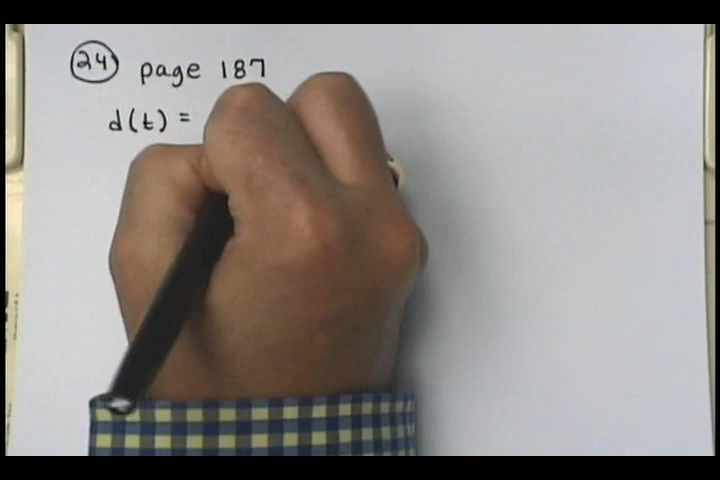 24 page 187
d(t) =